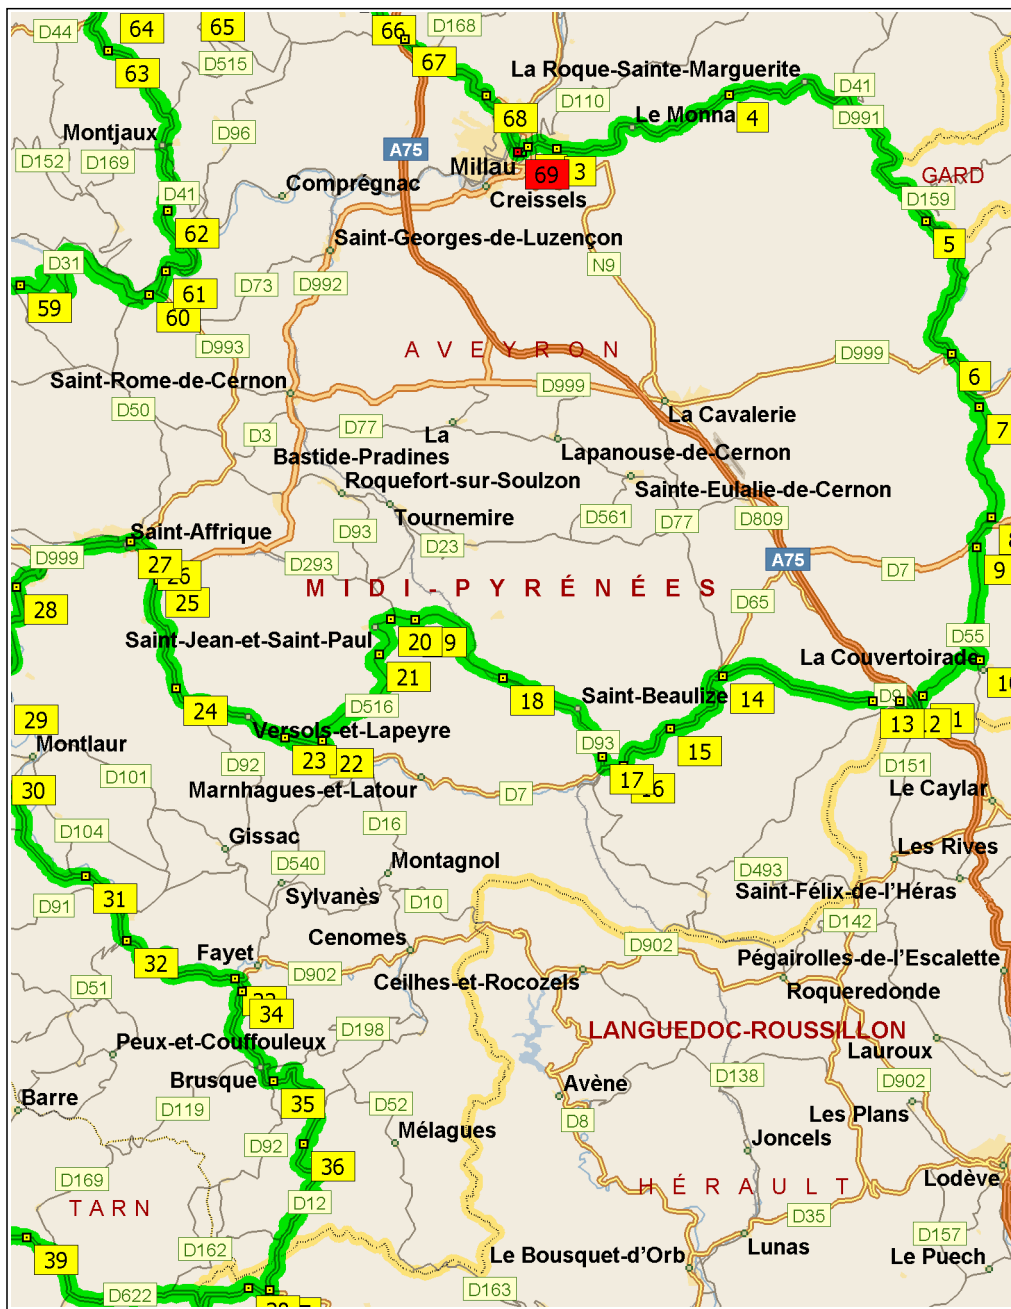 D44
64
65
66
D168
63
D515
67
La Roque-Sainte-Marguerite
D41
D110
68
Le Monna
4
D991
Montjaux
D96
A75
D152
D169
Millau
69
3
GARD
Comprégnac
Creissels
D41
D159
62
Saint-Georges-de-Luzençon
5
D31
N9
D73
D992
61
59
60
D993
AVEYRON
D999
6
Saint-Rome-de-Cernon
D999
D50
La Cavalerie
7
D77
D3
La
Bastide-Pradines
Lapanouse-de-Cernon
Roquefort-sur-Soulzon
Sainte-Eulalie-de-Cernon
Tournemire
D561
D77
D809
Saint-Affrique
D93
D23
8
D999
27
26
D293
A75
D7
9
MIDI-PYRÉNÉES
28
25
D65
Saint-Jean-et-Saint-Paul
20
9
D55
La Couvertoirade
21
10
18
Saint-Beaulize
14
D9
24
D516
13
2
1
29
Versols-et-Lapeyre
Montlaur
23
22
D93
15
D92
D151
D101
17
16
30
Marnhagues-et-Latour
D7
Le Caylar
D104
D16
Gissac
Les Rives
D540
Montagnol
D493
31
Sylvanès
Saint-Félix-de-l'Héras
D91
D10
D142
Cenomes
D902
32
Fayet
D902
Pégairolles-de-l'Escalette
Ceilhes-et-Rocozels
D51
Roqueredonde
33
34
D198
LANGUEDOC-ROUSSILLON
Peux-et-Couffouleux
Lauroux
Brusque
D138
D902
Avène
Barre
35
D119
D52
Les Plans
D8
Mélagues
Joncels
D92
36
D169
Lodève
HÉRAULT
D12
TARN
D35
D157
D162
Lunas
39
Le Bousquet-d'Orb
Le Puech
D622
D163
38